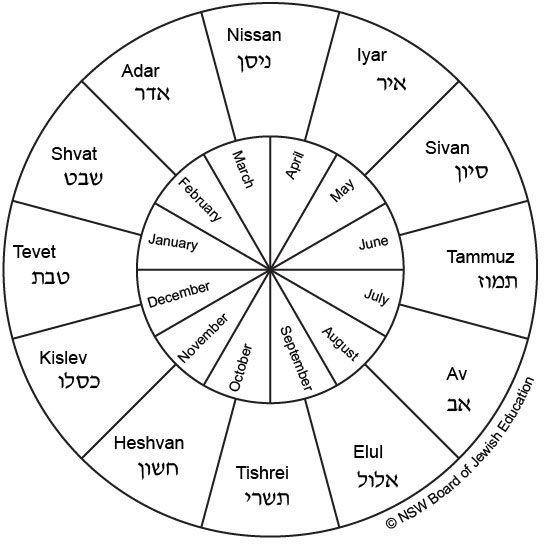 Nissan
ניסן
Iyar
איר
Sivan
סיון
Tammuz
תמוז
Av
אב
Elul
אלול
Tishrei
תשרי
Heshvan
חשון
Kislev
כסלו
Tevet
טבת
Shvat
שבט
Adar
אדר
January
February
March
April
May
June
July
August
September
October
November
December
© NSW Board of Jewish Education